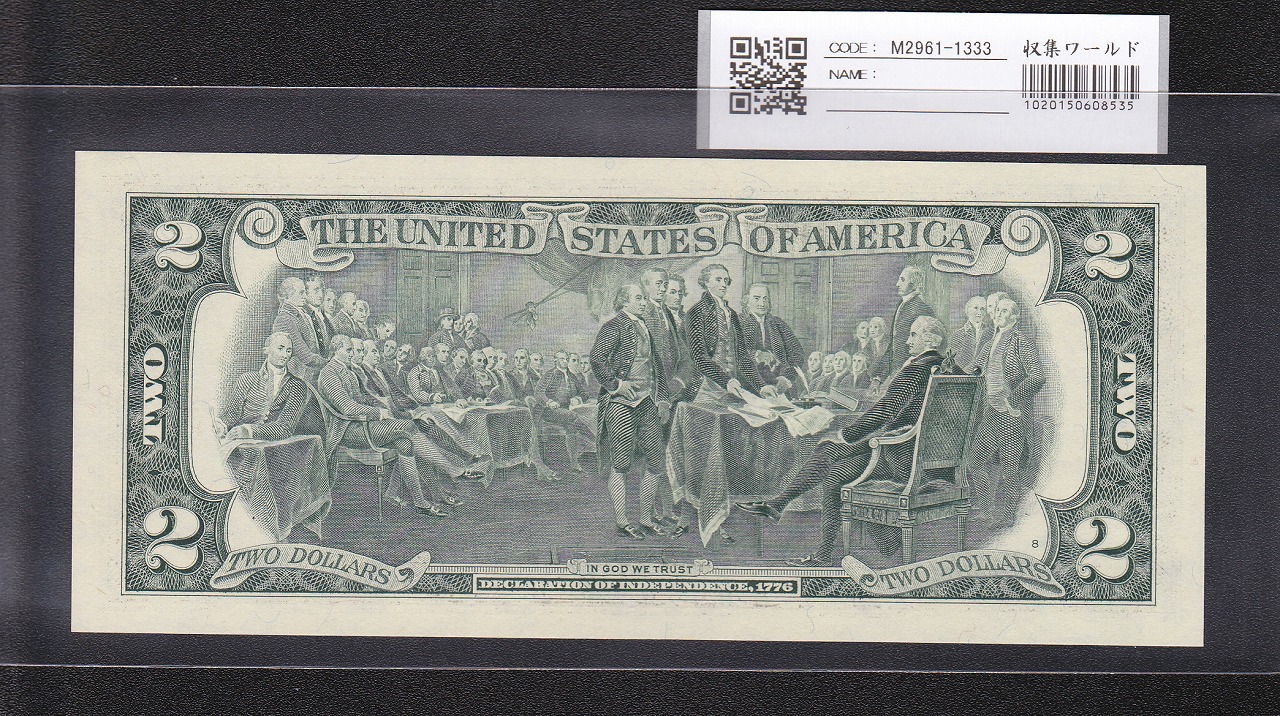 CODE: M2961-1333
NAME:
収集ワールド
1020150608535
THE UNITED STATES OF AMERICA
2
2
TWO
TWO
2
2
TWO DOLLARS
TWO DOLLARS
8
IN GOD WE TRUST
DECLARATION OF INDEPENDENCE, 1776